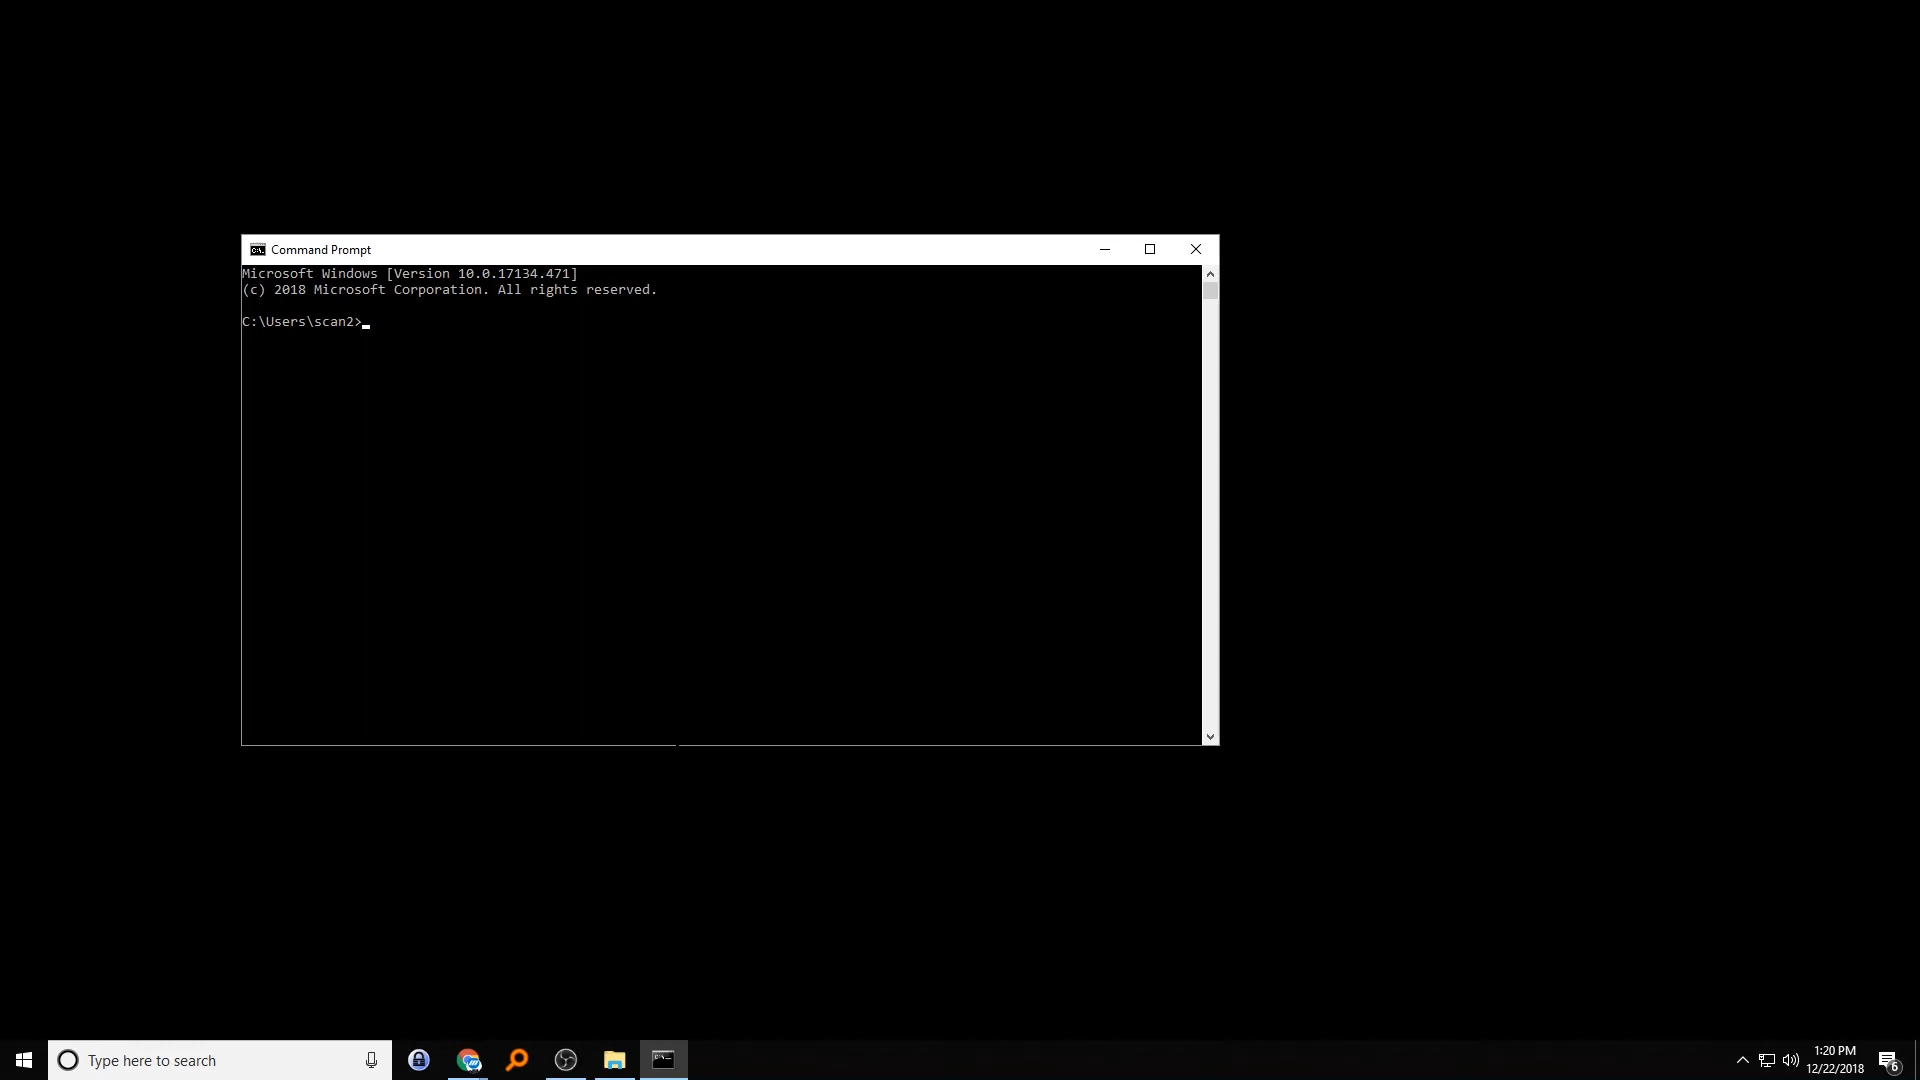 Command Prompt
Microsoft Windows [Version 10.0.17134.471]
(c) 2018 Microsoft Corporation. All rights reserved.
C:\Users\scan2>
Type here to search
1:20 PM
12/22/2018
6